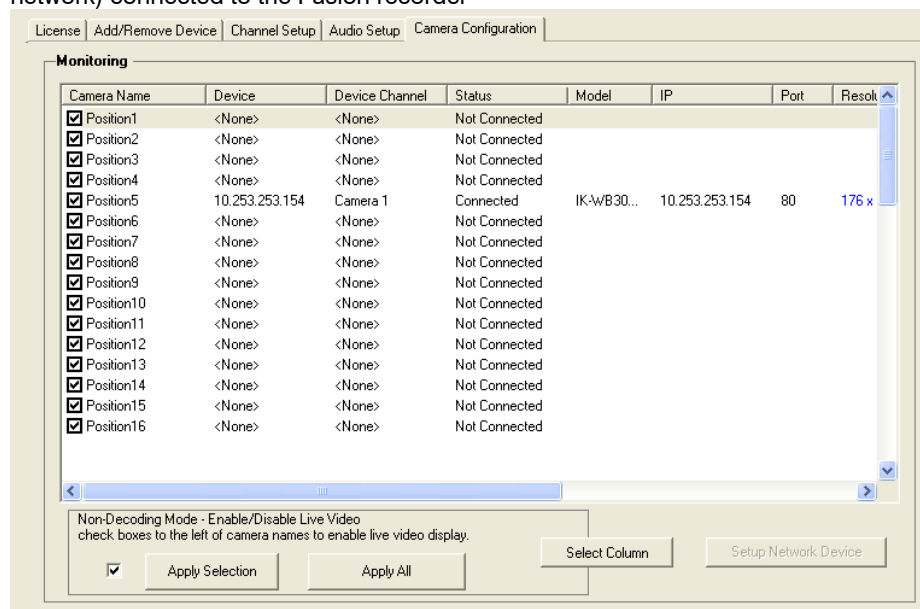 network) connected to the Fusion recorder
License Add/Remove Device Channel Setup Audio Setup Camera Configuration
Monitoring
Camera Name Device Device Channel Status Model IP Port Resolu
Position1 <None> <None> Not Connected
Position2 <None> <None> Not Connected
Position3 <None> <None> Not Connected
Position4 <None> <None> Not Connected
Position5 10.253.253.154 Camera 1 Connected IK-WB30... 10.253.253.154 80 176 x
Position6 <None> <None> Not Connected
Position7 <None> <None> Not Connected
Position8 <None> <None> Not Connected
Position9 <None> <None> Not Connected
Position10 <None> <None> Not Connected
Position11 <None> <None> Not Connected
Position12 <None> <None> Not Connected
Position13 <None> <None> Not Connected
Position14 <None> <None> Not Connected
Position15 <None> <None> Not Connected
Position16 <None> <None> Not Connected
Non-Decoding Mode - Enable/Disable Live Video
check boxes to the left of camera names to enable live video display.
Apply Selection Apply All Select Column Setup Network Device